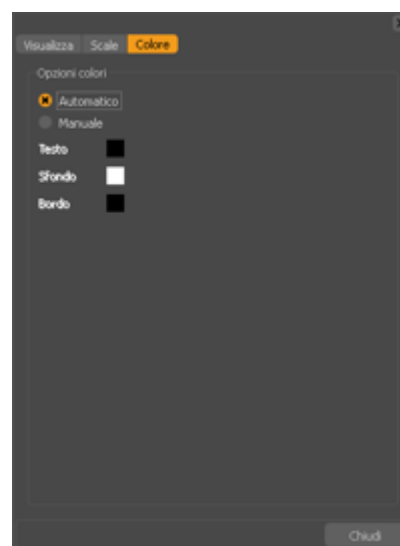 Visualizza Scale Colore
Opzioni colori
Automatico
Manuale
Testo
Sfondo
Bordo
Chiudi